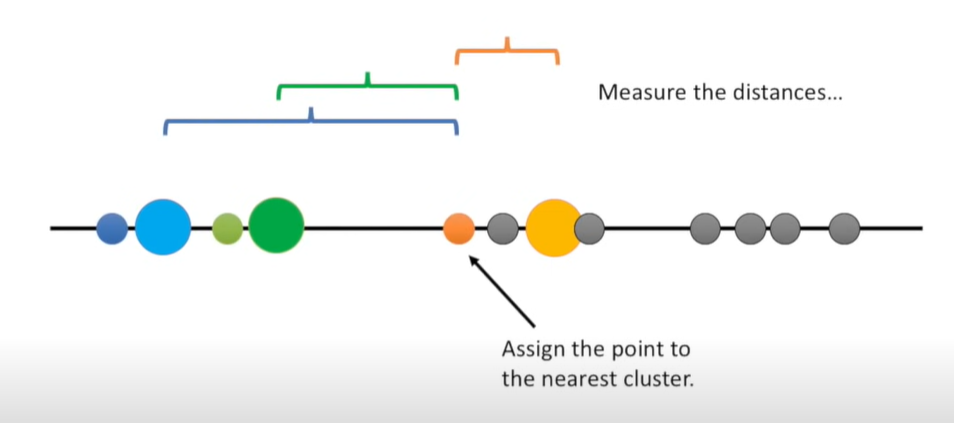 Measure the distances...
Assign the point to
the nearest cluster.